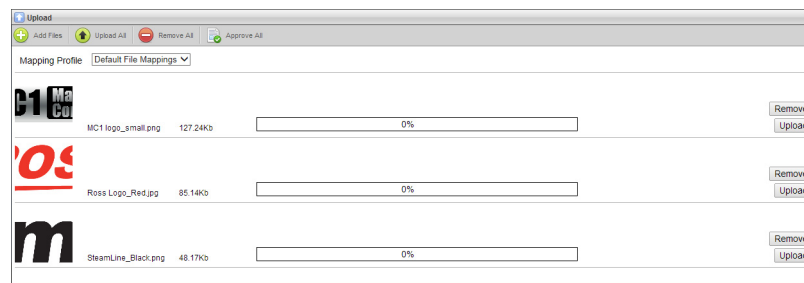 Upload
Add Files Upload All Remove All Approve All
Mapping Profile Default File Mappings
MC1 logo_small.png 127.24Kb 0% Remove
Upload
Ross Logo_Red.jpg 85.14Kb 0% Remove
Upload
m
SteamLine_Black.png 48.17Kb 0% Remove
Upload